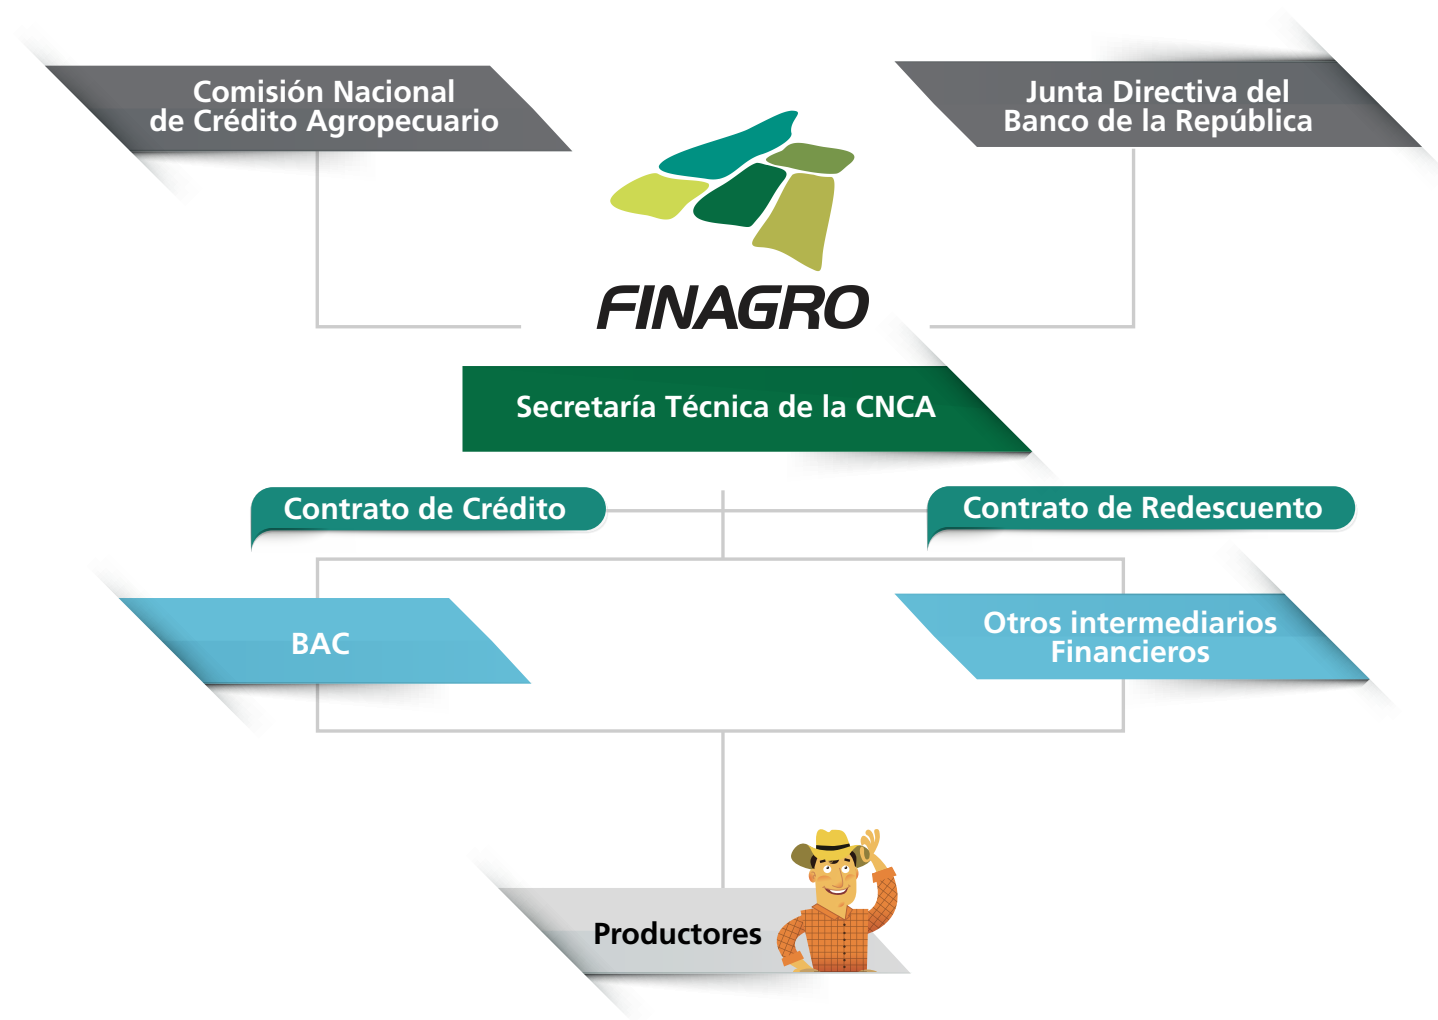 Comisión Nacional
de Crédito Agropecuario
Junta Directiva del
Banco de la República
FINAGRO
Secretaría Técnica de la CNCA
Contrato de Crédito
Contrato de Redescuento
BAC
Otros intermediarios
Financieros
Productores